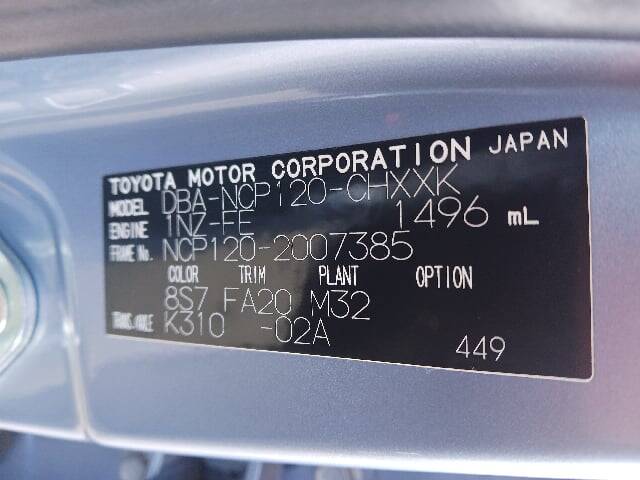 TOYOTA MOTOR CORPORATION JAPAN
MODEL DBA-NCP120-CHXXK
ENGINE 1NZ-FE 1496 mL
FRAME No. NCP120-2007385
COLOR TRIM PLANT OPTION
8S7 FA20 M32
TRANS./AXLE K310 -02A
449